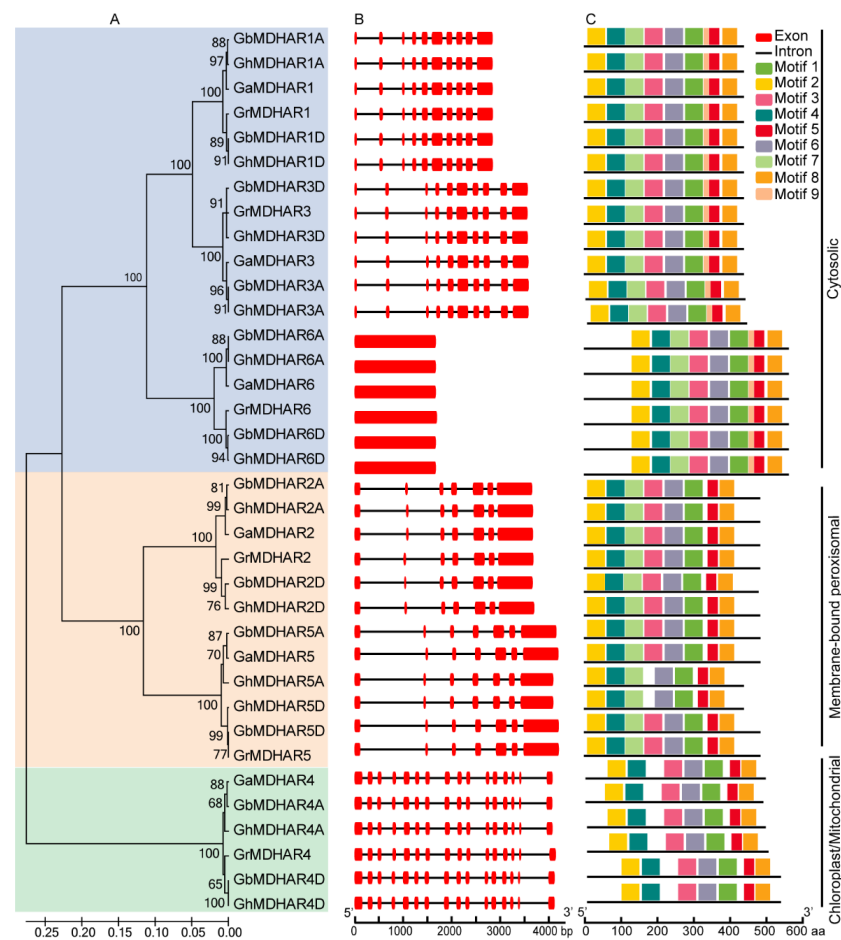 A
B
C
GbMDHAR1A
GhMDHAR1A
GaMDHAR1
GrMDHAR1
GbMDHAR1D
GhMDHAR1D
GbMDHAR3D
GrMDHAR3
GhMDHAR3D
GaMDHAR3
GbMDHAR3A
GhMDHAR3A
GbMDHAR6A
GhMDHAR6A
GaMDHAR6
GrMDHAR6
GbMDHAR6D
GhMDHAR6D
GbMDHAR2A
GhMDHAR2A
GaMDHAR2
GrMDHAR2
GbMDHAR2D
GhMDHAR2D
GbMDHAR5A
GaMDHAR5
GhMDHAR5A
GhMDHAR5D
GbMDHAR5D
GrMDHAR5
GaMDHAR4
GbMDHAR4A
GhMDHAR4A
GrMDHAR4
GbMDHAR4D
GhMDHAR4D
88
97
100
89
91
100
91
100
96
91
100
88
100
100
100
94
81
99
100
99
76
100
87
70
100
99
77
88
68
100
65
100
0.25 0.20 0.15 0.10 0.05 0.00
5' 3'
0 1000 2000 3000 4000 bp
5' 3'
0 100 200 300 400 500 600 aa
Exon
Intron
Motif 1
Motif 2
Motif 3
Motif 4
Motif 5
Motif 6
Motif 7
Motif 8
Motif 9
Cytosolic
Membrane-bound peroxisomal
Chloroplast/Mitochondrial